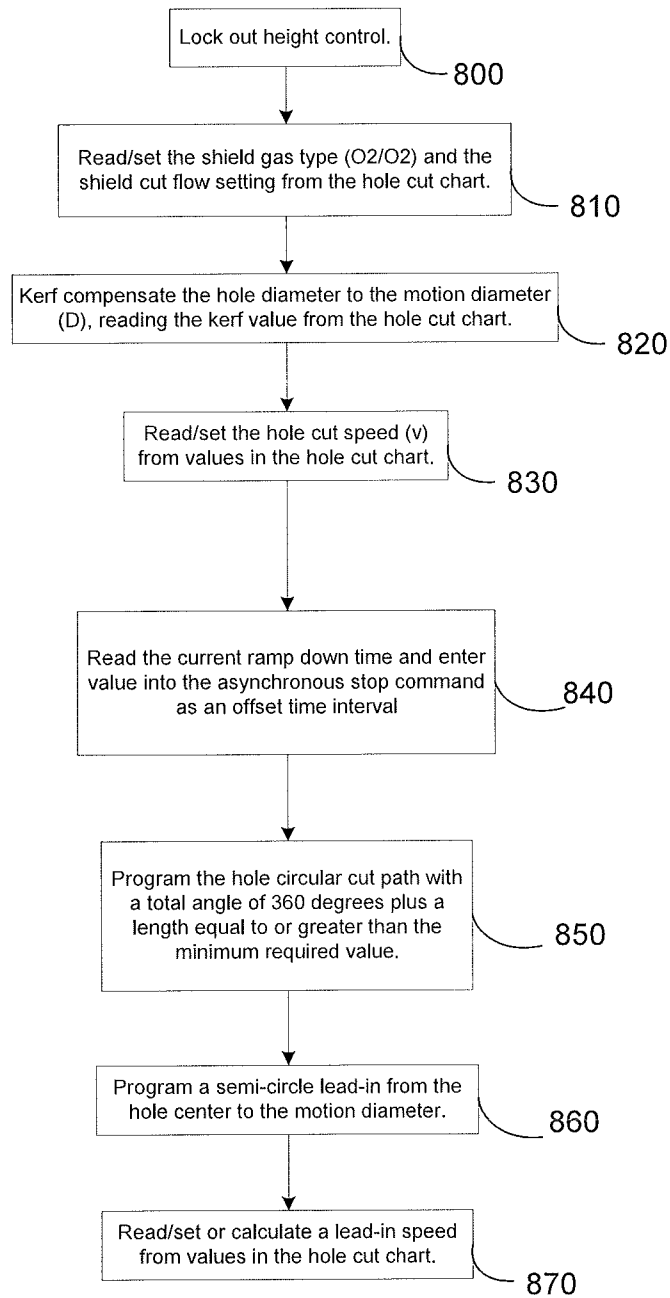 Lock out height control.
800
Read/set the shield gas type (O2/O2) and the
shield cut flow setting from the hole cut chart.
810
Kerf compensate the hole diameter to the motion diameter
(D), reading the kerf value from the hole cut chart.
820
Read/set the hole cut speed (v)
from values in the hole cut chart.
830
Read the current ramp down time and enter
value into the asynchronous stop command
as an offset time interval
840
Program the hole circular cut path with
a total angle of 360 degrees plus a
length equal to or greater than the
minimum required value.
850
Program a semi-circle lead-in from the
hole center to the motion diameter.
860
Read/set or calculate a lead-in speed
from values in the hole cut chart.
870